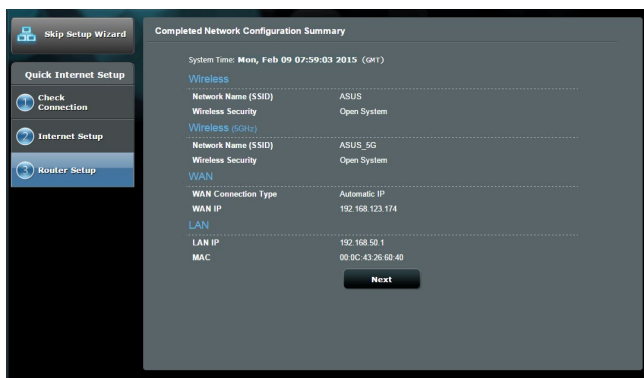 Skip Setup Wizard
Quick Internet Setup
1 Check Connection
2 Internet Setup
3 Router Setup
Completed Network Configuration Summary
System Time: Mon, Feb 09 07:59:03 2015 (GMT)
Wireless
Network Name (SSID) ASUS
Wireless Security Open System
Wireless (5GHz)
Network Name (SSID) ASUS_5G
Wireless Security Open System
WAN
WAN Connection Type Automatic IP
WAN IP 192.168.123.174
LAN
LAN IP 192.168.50.1
MAC 00:0C:43:26:60:40
Next